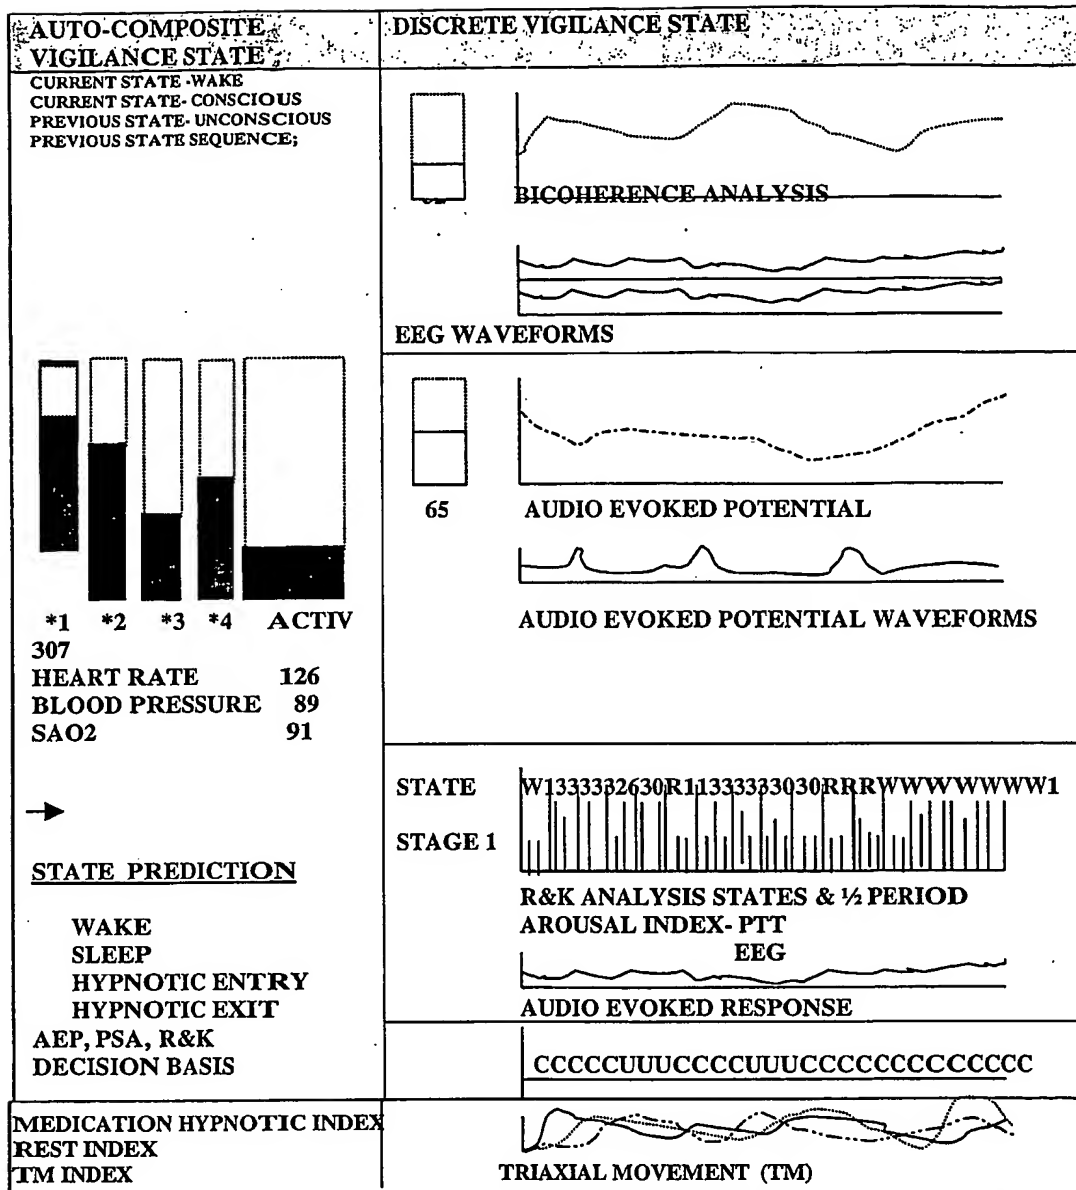 AUTO-COMPOSITE
VIGILANCE STATE
CURRENT STATE -WAKE
CURRENT STATE- CONSCIOUS
PREVIOUS STATE- UNCONSCIOUS
PREVIOUS STATE SEQUENCE;
*1 *2 *3 *4 ACTIV
307
HEART RATE 126
BLOOD PRESSURE 89
SAO2 91
STATE PREDICTION
WAKE
SLEEP
HYPNOTIC ENTRY
HYPNOTIC EXIT
AEP, PSA, R&K
DECISION BASIS
MEDICATION HYPNOTIC INDEX
REST INDEX
TM INDEX
DISCRETE VIGILANCE STATE
BICOHERENCE ANALYSIS
EEG WAVEFORMS
65
AUDIO EVOKED POTENTIAL
AUDIO EVOKED POTENTIAL WAVEFORMS
STATE W1333332630R113333333030RRRWWWWWWWW1
STAGE 1
R&K ANALYSIS STATES & ½ PERIOD
AROUSAL INDEX- PTT
EEG
AUDIO EVOKED RESPONSE
CCCCCUUUCCCCUUUCCCCCCCCCCCCCC
TRIAXIAL MOVEMENT (TM)